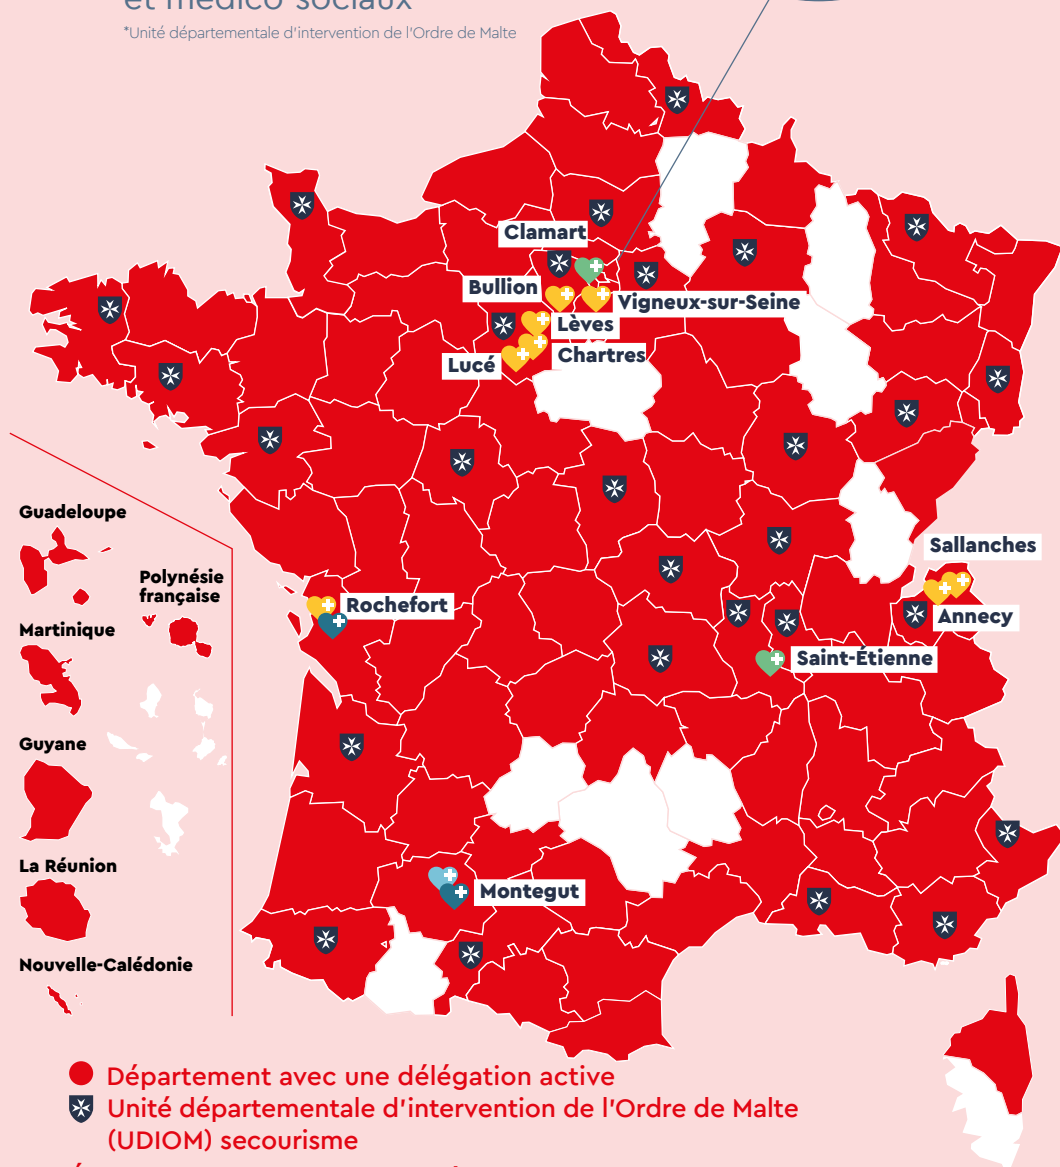 et médico-sociaux
*Unité départementale d'intervention de l'Ordre de Malte
Clamart
Bullion
Vigneux-sur-Seine
Lèves
Chartres
Lucé
Guadeloupe
Polynésie
française
Martinique
Guyane
La Réunion
Nouvelle-Calédonie
Sallanches
Annecy
Rochefort
Saint-Étienne
Montegut
Département avec une délégation active
Unité départementale d'intervention de l'Ordre de Malte
(UDIOM) secourisme